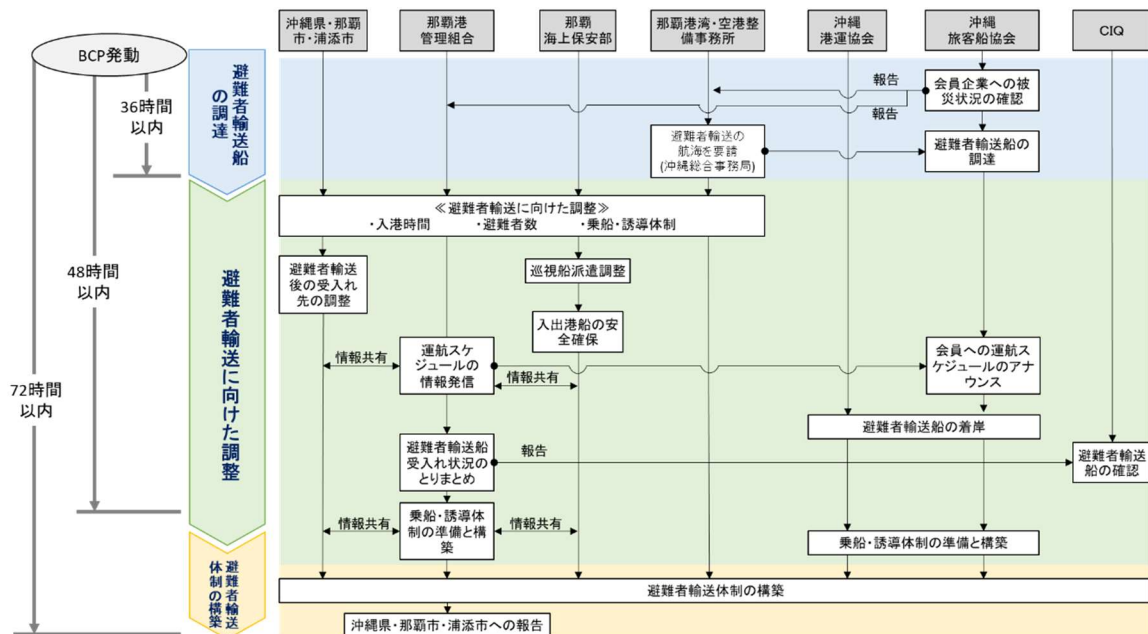 沖縄県・那覇
市・浦添市
那覇港
管理組合
那覇
海上保安部
那覇港湾・空港整
備事務所
沖縄
港運協会
沖縄
旅客船協会
CIQ
BCP発動
36時間
以内
48時間
以内
72時間
以内
避難者輸送船
の調達
避難者輸送に向けた調整
避難者輸送
体制の構築
報告
会員企業への被
災状況の確認
報告
避難者輸送の
航海を要請
(沖縄総合事務局)
避難者輸送船の
調達
≪避難者輸送に向けた調整≫
・入港時間 ・避難者数 ・乗船・誘導体制
避難者輸送
後の受入れ
先の調整
巡視船派遣調整
入出港船の安
全確保
情報共有
運航スケ
ジュールの
情報発信
情報共有
会員への運航ス
ケジュールのアナ
ウンス
避難者輸送船の着岸
避難者輸送船
受入れ状況の
とりまとめ
報告
避難者輸送
船の確認
情報共有
乗船・誘導体
制の準備と構
築
情報共有
乗船・誘導体制の準備と構築
避難者輸送体制の構築
沖縄県・那覇市・浦添市への報告